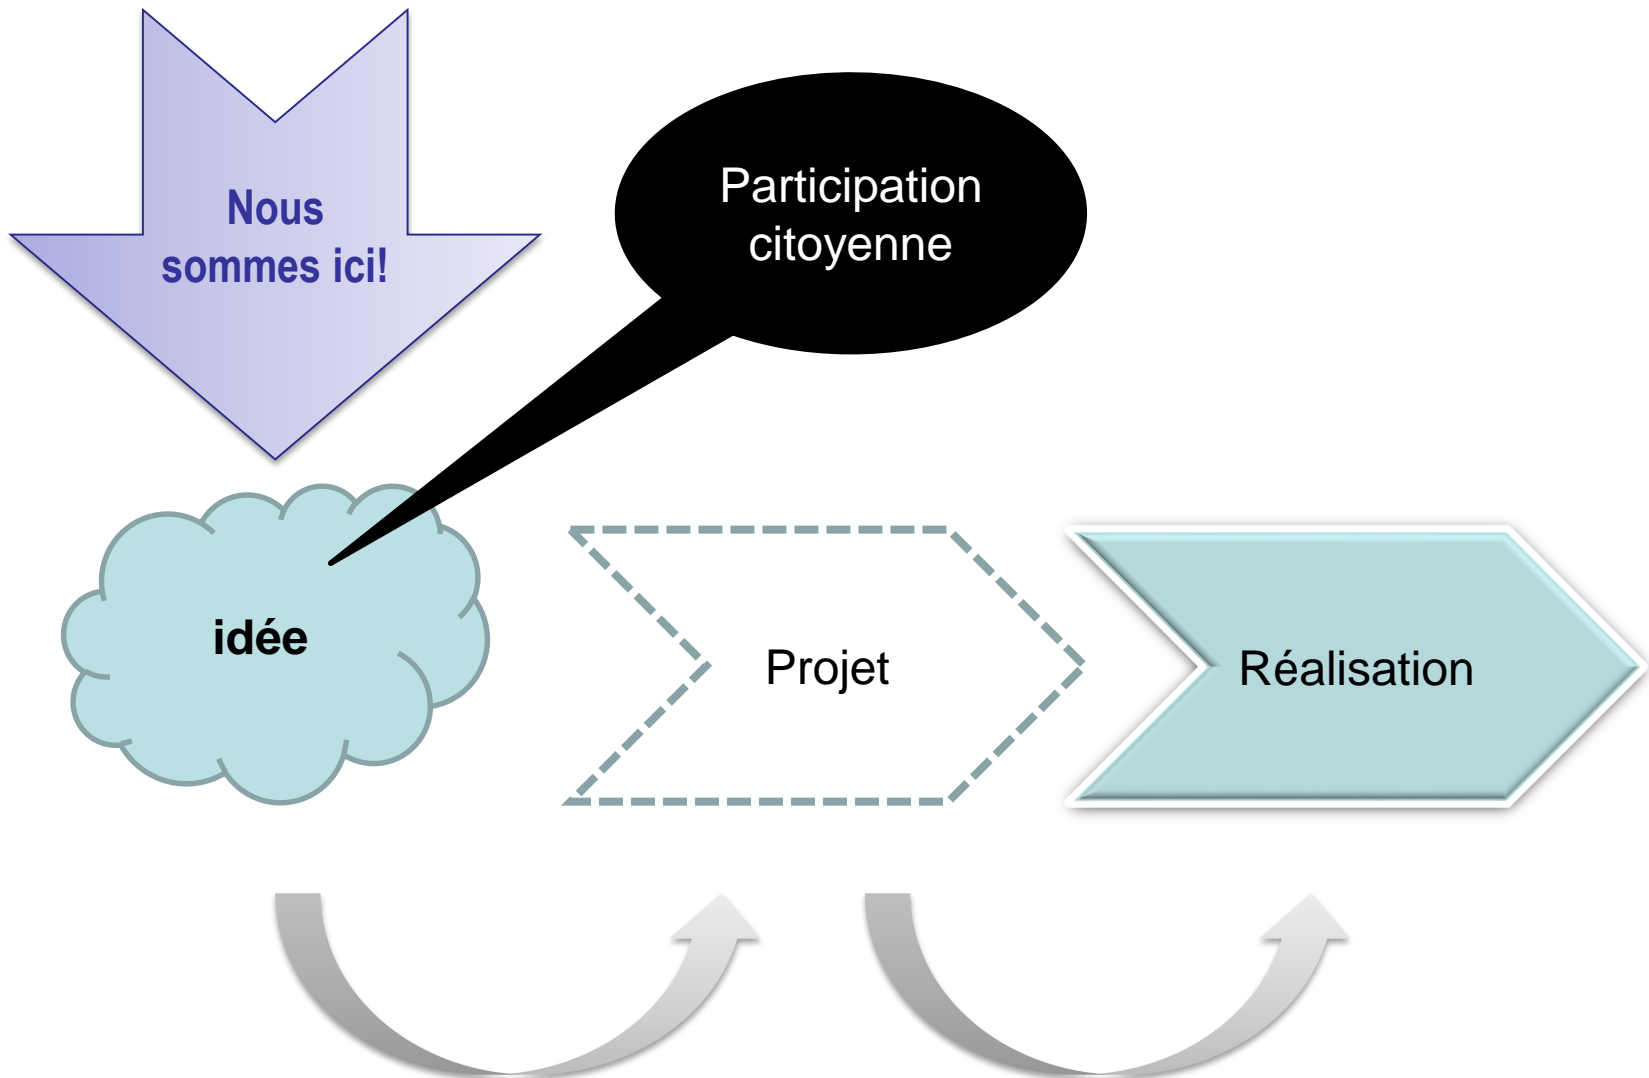 Nous
sommes ici!
Participation
citoyenne
idée
Projet
Réalisation